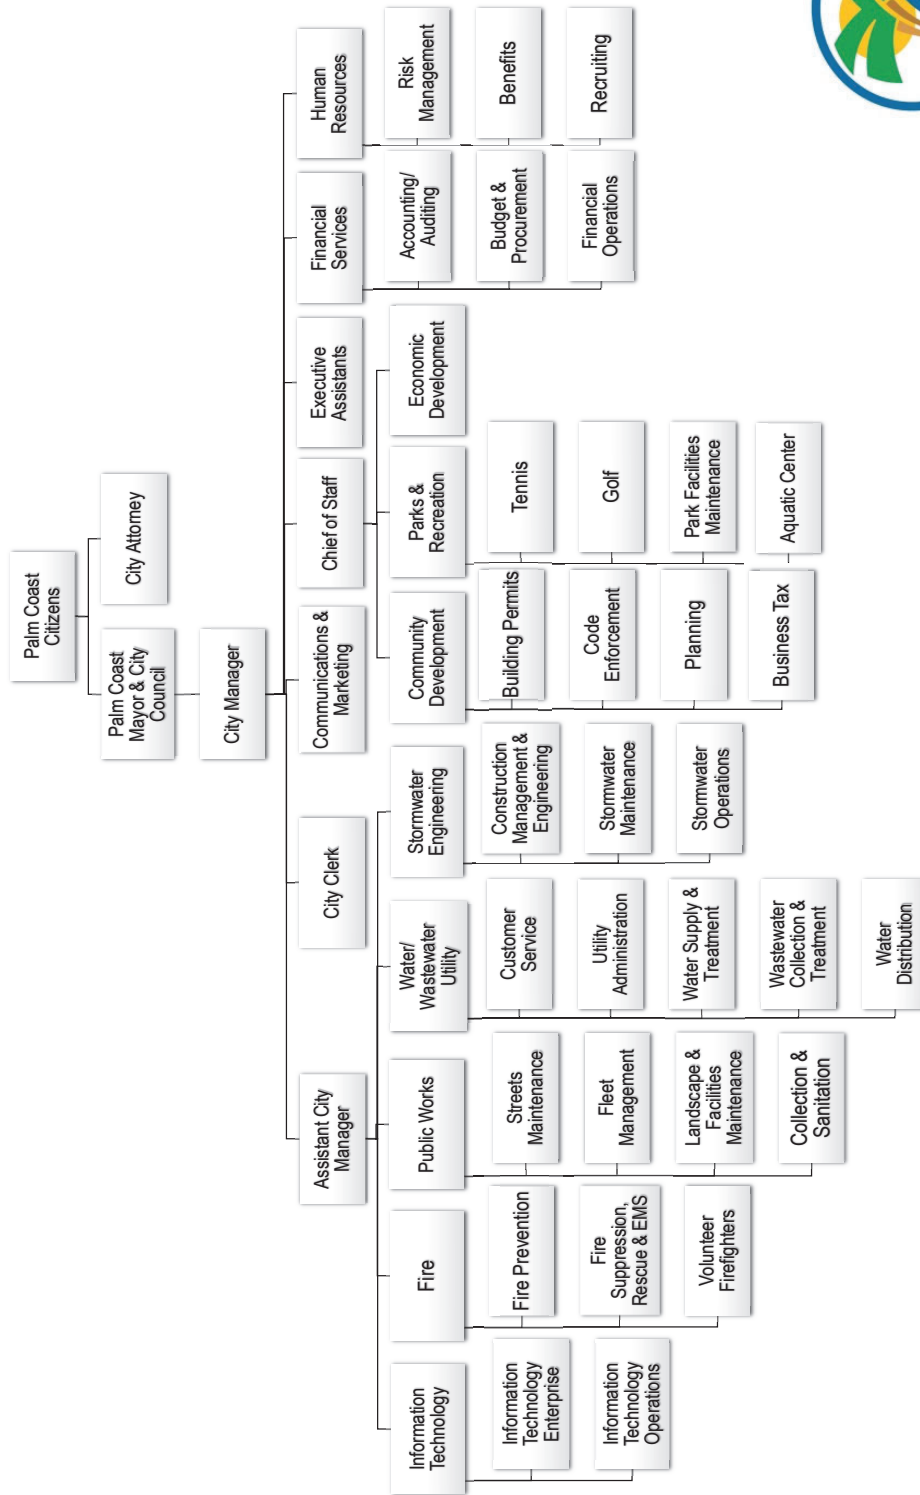 Palm Coast
Citizens
Palm Coast
Mayor & City
Council
City Attorney
City Manager
Assistant City
Manager
City Clerk
Communications &
Marketing
Chief of Staff
Executive
Assistants
Financial
Services
Human
Resources
Information
Technology
Fire
Public Works
Water/
Wastewater
Utility
Stormwater
Engineering
Community
Development
Parks &
Recreation
Economic
Development
Accounting/
Auditing
Risk
Management
Information
Technology
Enterprise
Fire Prevention
Streets
Maintenance
Customer
Service
Construction
Management &
Engineering
Building Permits
Tennis
Budget &
Procurement
Benefits
Information
Technology
Operations
Fire
Suppression,
Rescue & EMS
Fleet
Management
Utility
Administration
Stormwater
Maintenance
Code
Enforcement
Golf
Financial
Operations
Recruiting
Volunteer
Firefighters
Landscape &
Facilities
Maintenance
Water Supply &
Treatment
Stormwater
Operations
Planning
Park Facilities
Maintenance
Collection &
Sanitation
Wastewater
Collection &
Treatment
Business Tax
Aquatic Center
Water
Distribution